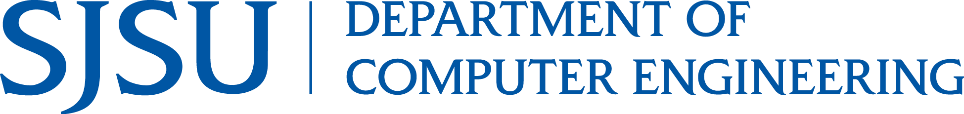 SJSU
DEPARTMENT OF
COMPUTER ENGINEERING